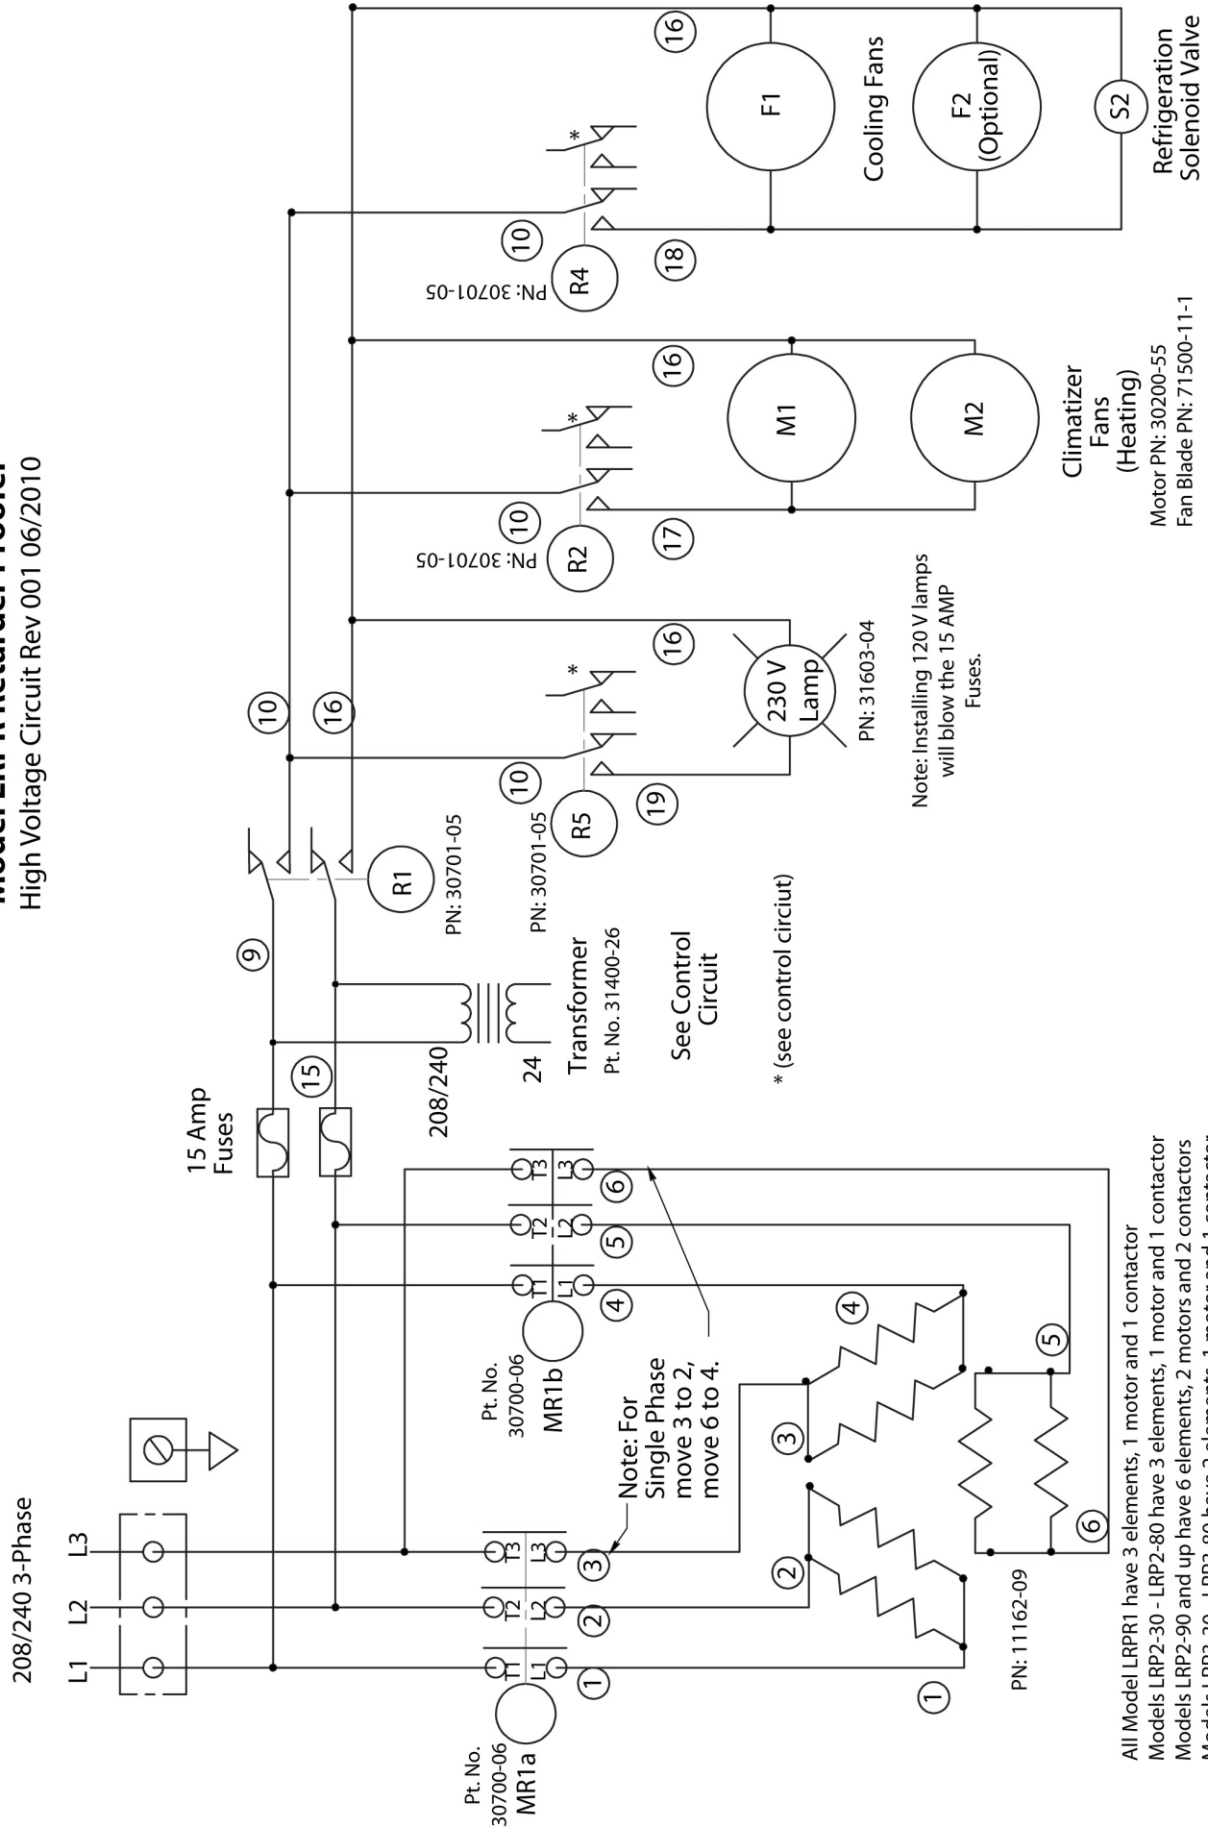 High Voltage Circuit Rev 001 06/2010
208/240 3-Phase
L1
L2
L3
15 Amp
Fuses
9
15
10
16
R1
PN: 30701-05
208/240
24
Transformer
Pt. No. 31400-26
See Control
Circuit
* (see control circiut)
Pt. No.
30700-06
MR1a
T1
T2
T3
L1
L2
L3
1
2
3
Pt. No.
30700-06
MR1b
T1
T2
T3
L1
L2
L3
4
5
6
Note: For
Single Phase
move 3 to 2,
move 6 to 4.
1
2
3
4
5
6
PN: 11162-09
PN: 30701-05
R5
10
*
19
16
230 V
Lamp
PN: 31603-04
Note: Installing 120 V lamps
will blow the 15 AMP
Fuses.
PN: 30701-05
R2
10
*
17
16
M1
M2
Climatizer
Fans
(Heating)
Motor PN: 30200-55
Fan Blade PN: 71500-11-1
PN: 30701-05
R4
10
*
18
16
F1
Cooling Fans
F2
(Optional)
S2
Refrigeration
Solenoid Valve
All Model LRPR1 have 3 elements, 1 motor and 1 contactor
Models LRP2-30 - LRP2-80 have 3 elements, 1 motor and 1 contactor
Models LRP2-90 and up have 6 elements, 2 motors and 2 contactors